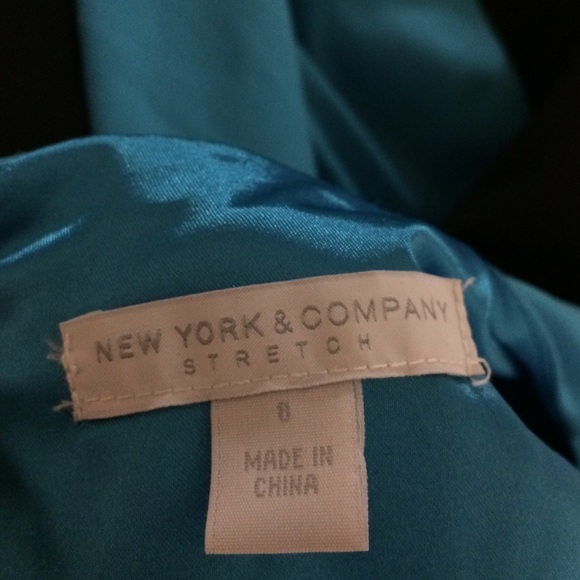 NEW YORK & COMPANY
STRETCH
8
MADE IN
CHINA